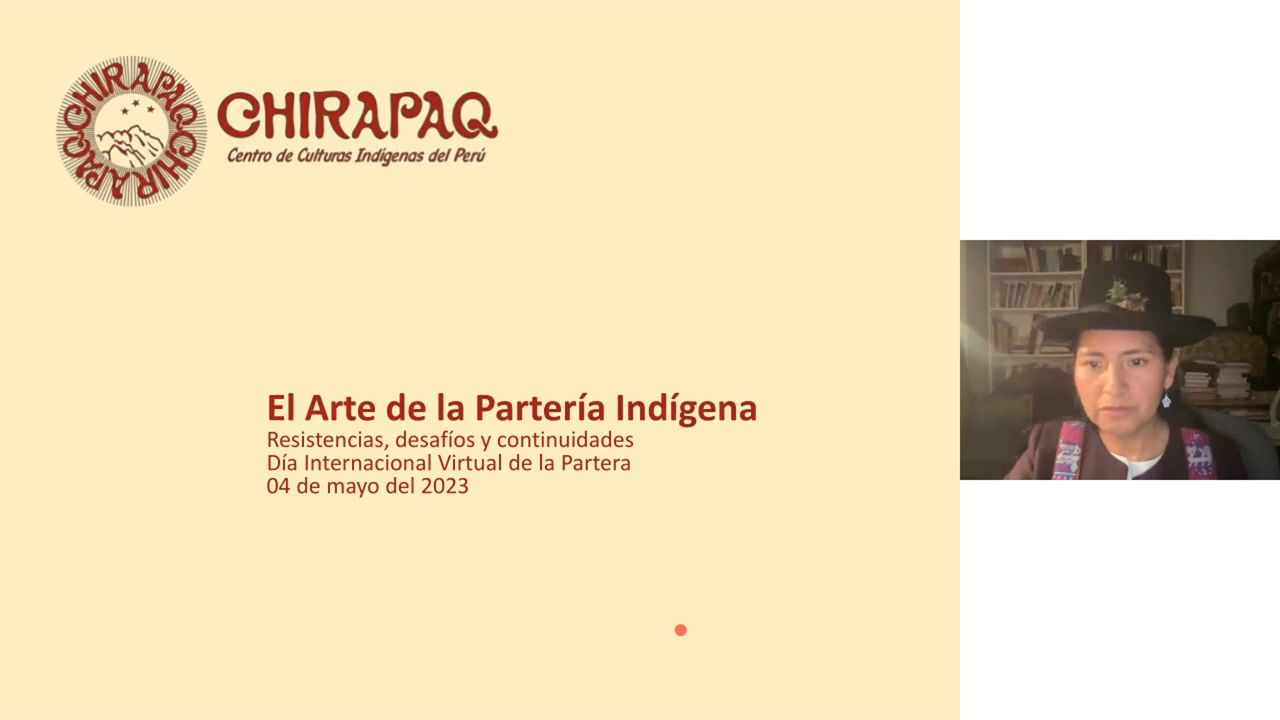 CHIRAPAQ CHIRAPAQ
CHIRAPAQ
Centro de Culturas Indígenas del Perú
El Arte de la Partería Indígena
Resistencias, desafíos y continuidades
Día Internacional Virtual de la Partera
04 de mayo del 2023